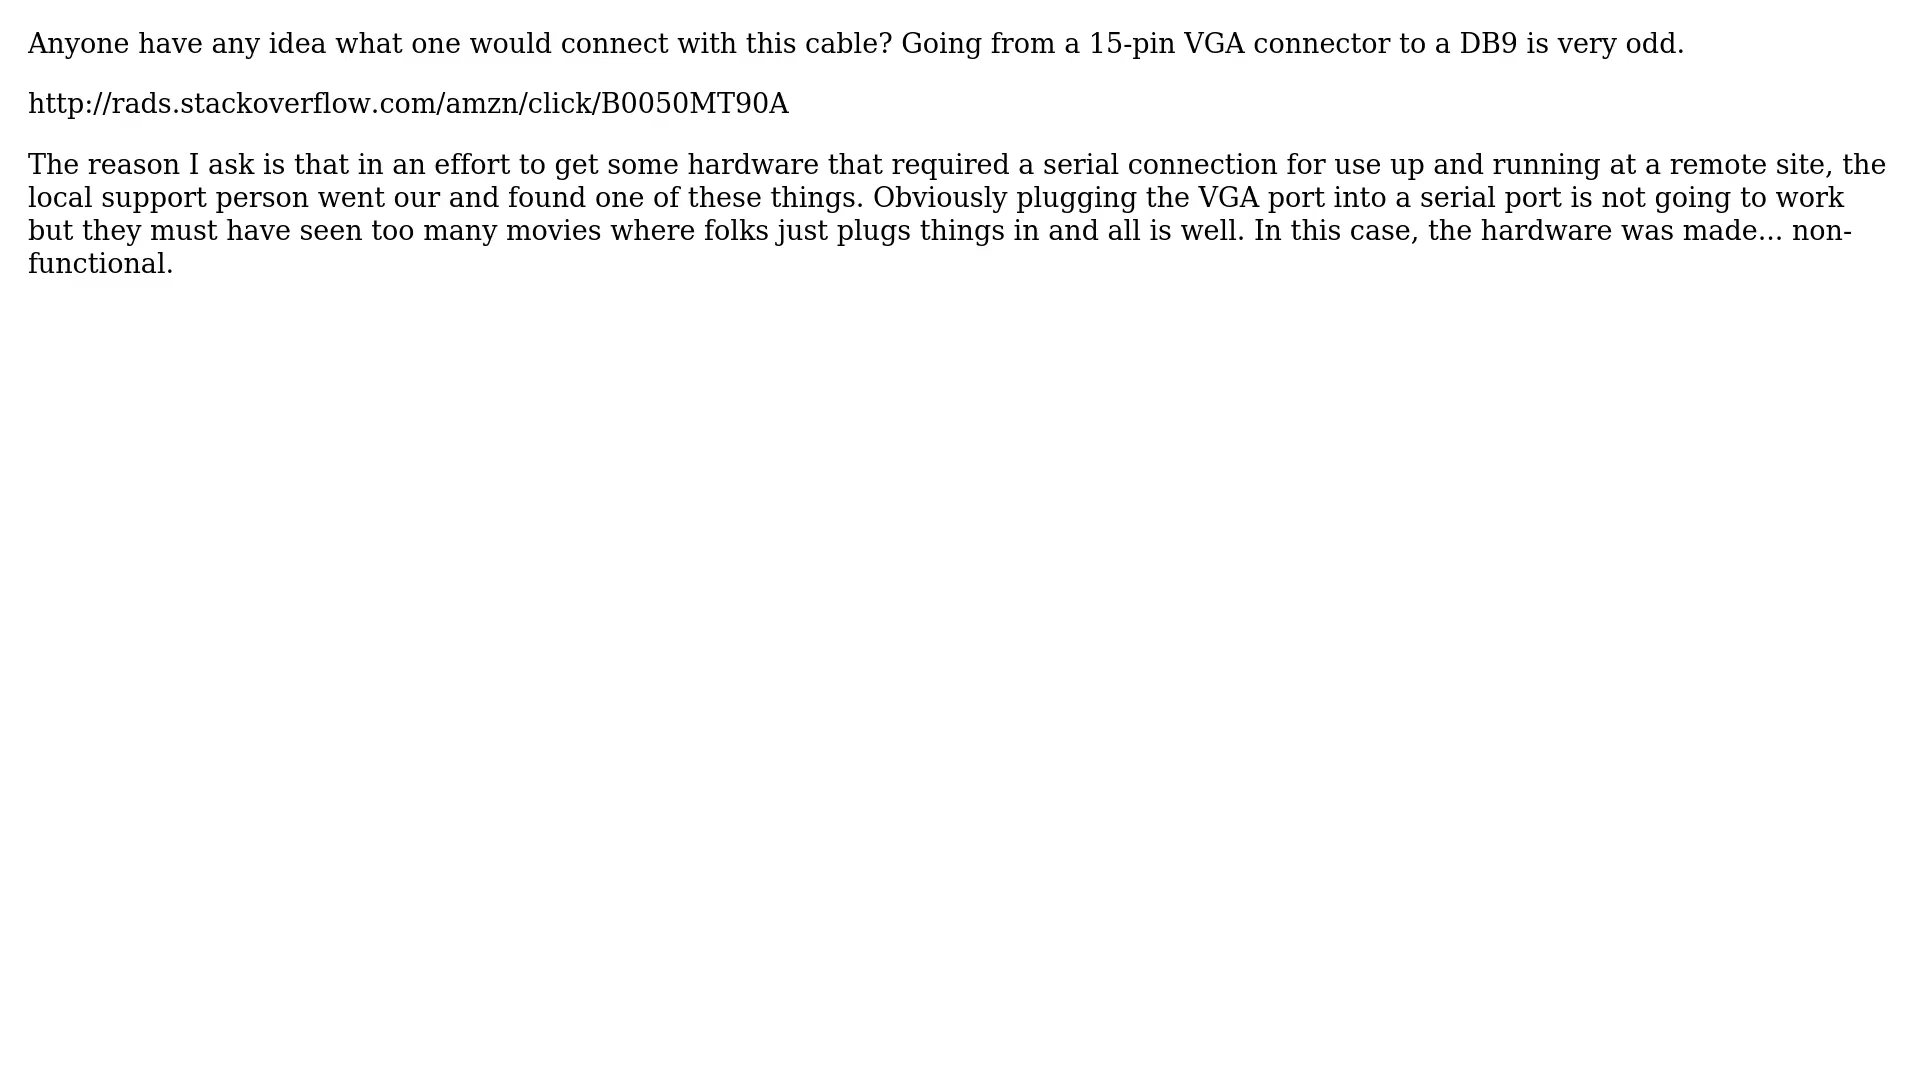 Anyone have any idea what one would connect with this cable? Going from a 15-pin VGA connector to a DB9 is very odd.
http://rads.stackoverflow.com/amzn/click/B0050MT90A
The reason I ask is that in an effort to get some hardware that required a serial connection for use up and running at a remote site, the
local support person went our and found one of these things. Obviously plugging the VGA port into a serial port is not going to work
but they must have seen too many movies where folks just plugs things in and all is well. In this case, the hardware was made... non-
functional.